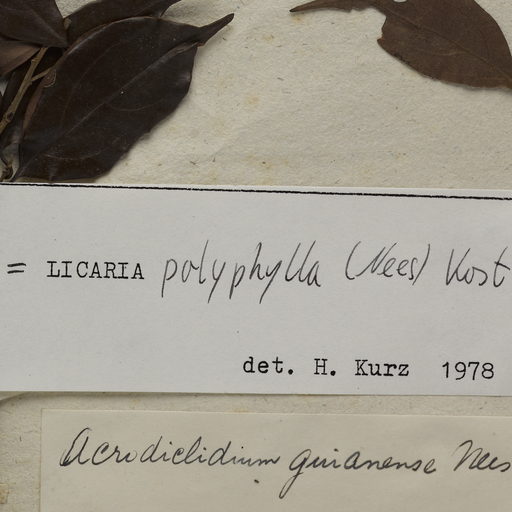 = LICARIA polyphylla (Nees) Kost
det. H. Kurz 1978
Acrodiclidium guianense Nees